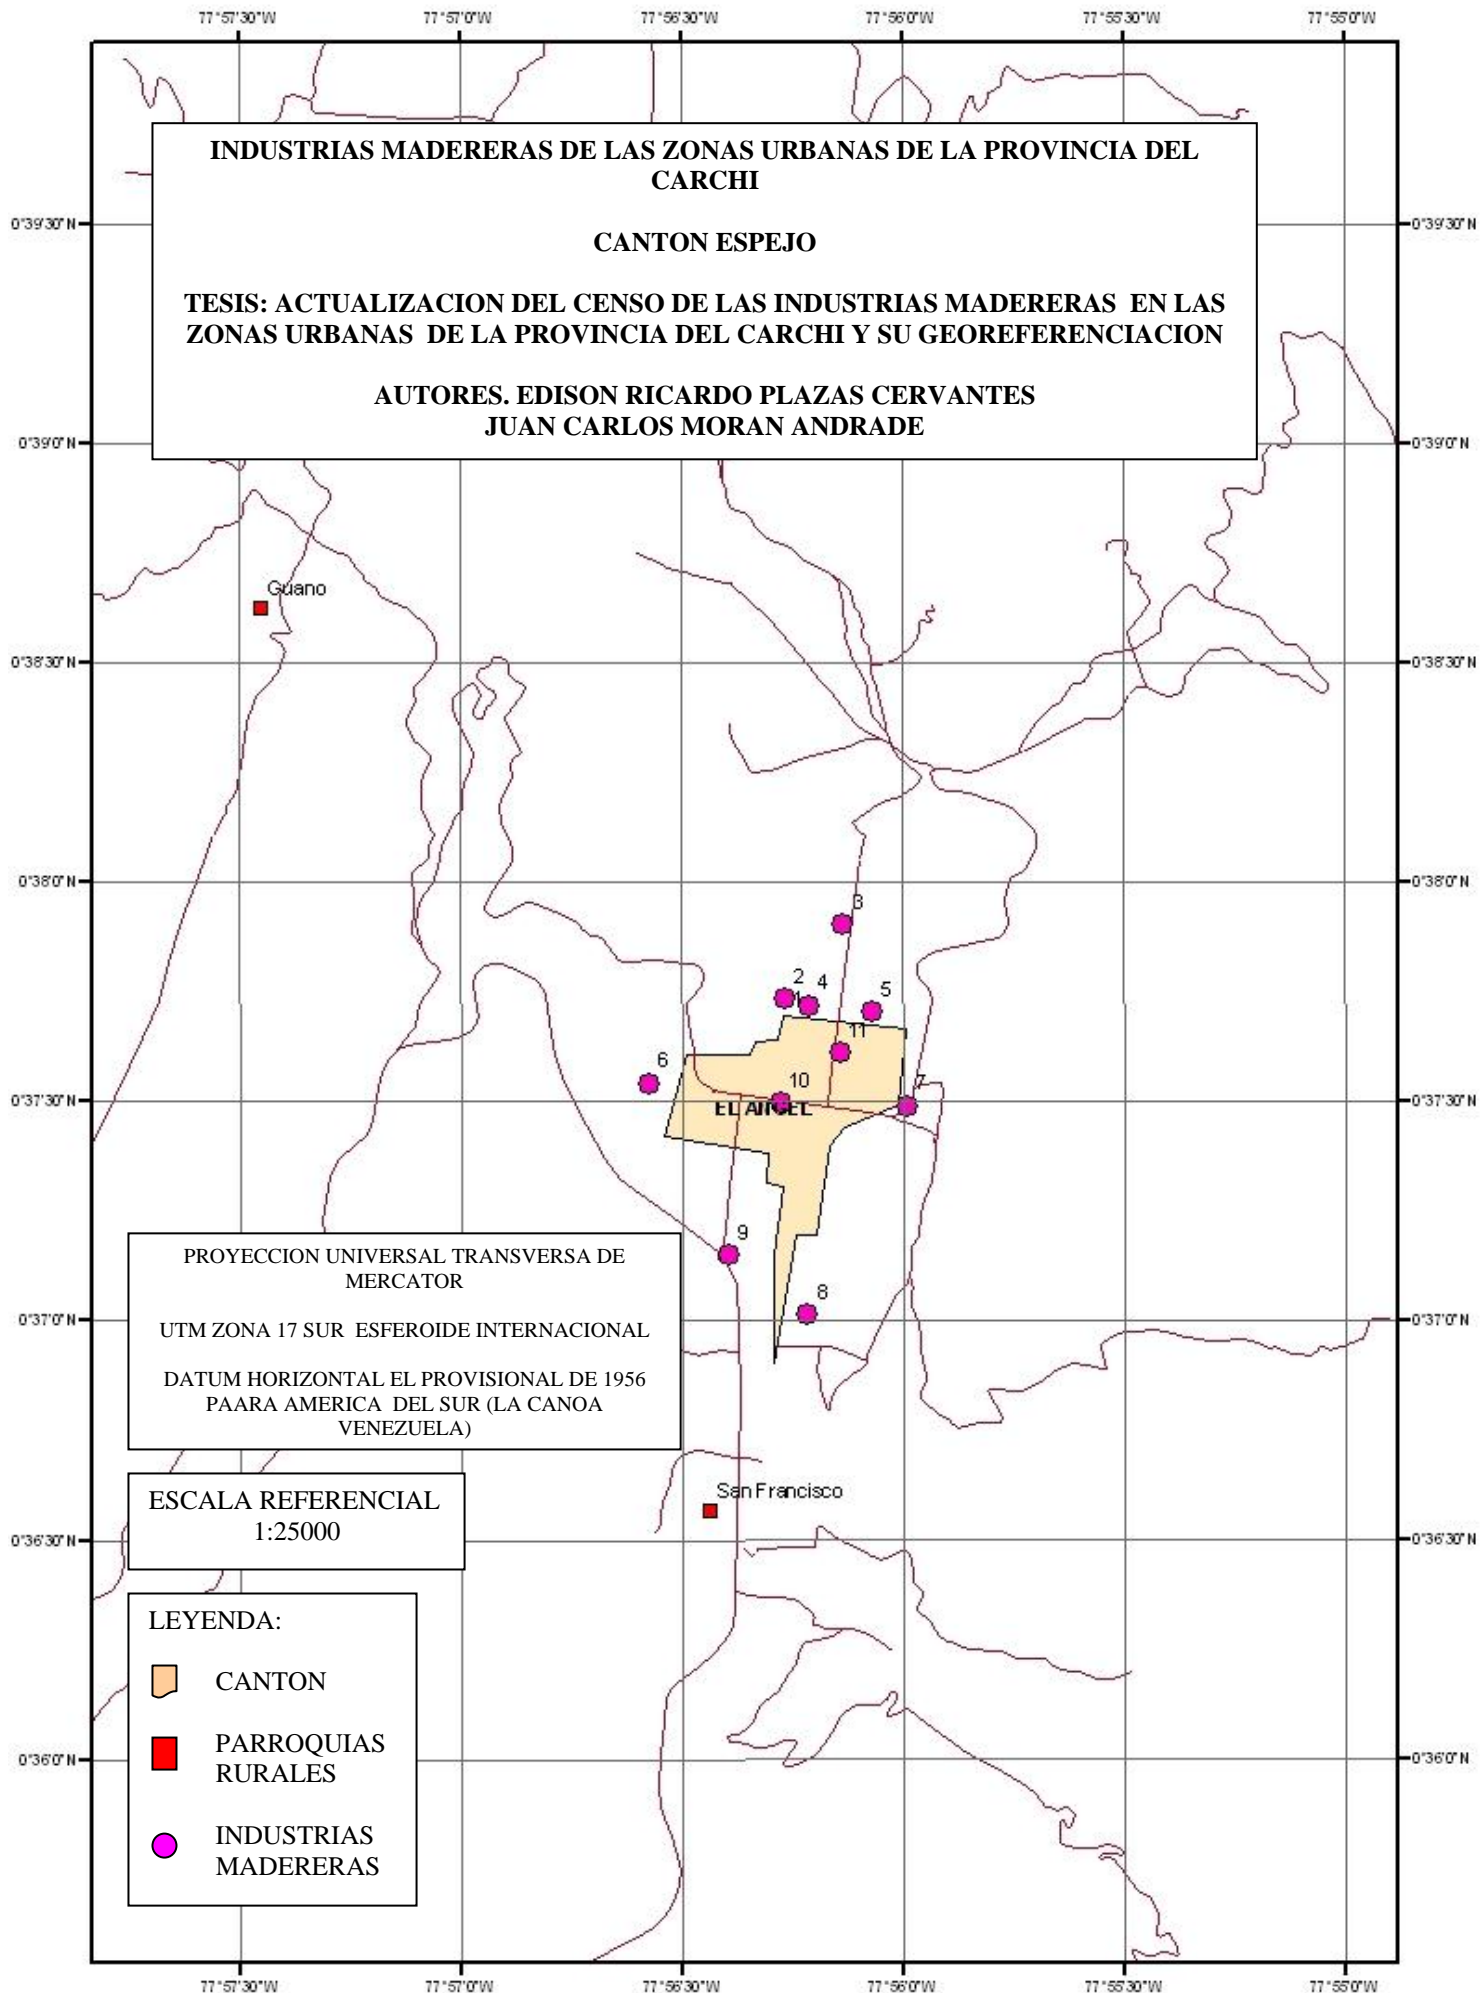 77°57'30"W 77°57'0"W 77°56'30"W 77°56'0"W 77°55'30"W 77°55'0"W
INDUSTRIAS MADERERAS DE LAS ZONAS URBANAS DE LA PROVINCIA DEL
CARCHI
CANTON ESPEJO
TESIS: ACTUALIZACION DEL CENSO DE LAS INDUSTRIAS MADERERAS EN LAS
ZONAS URBANAS DE LA PROVINCIA DEL CARCHI Y SU GEOREFERENCIACION
AUTORES. EDISON RICARDO PLAZAS CERVANTES
JUAN CARLOS MORAN ANDRADE
0°39'30"N 0°39'30"N
0°39'0"N 0°39'0"N
Guano
0°38'30"N 0°38'30"N
0°38'0"N 0°38'0"N
3
2
4
1
5
11
6
10
7
0°37'30"N 0°37'30"N
EL ANGEL
9
8
0°37'0"N 0°37'0"N
PROYECCION UNIVERSAL TRANSVERSA DE
MERCATOR
UTM ZONA 17 SUR ESFEROIDE INTERNACIONAL
DATUM HORIZONTAL EL PROVISIONAL DE 1956
PAARA AMERICA DEL SUR (LA CANOA
VENEZUELA)
San Francisco
ESCALA REFERENCIAL
1:25000
0°36'30"N 0°36'30"N
LEYENDA:
CANTON
PARROQUIAS
RURALES
0°36'0"N 0°36'0"N
INDUSTRIAS
MADERERAS
77°57'30"W 77°57'0"W 77°56'30"W 77°56'0"W 77°55'30"W 77°55'0"W